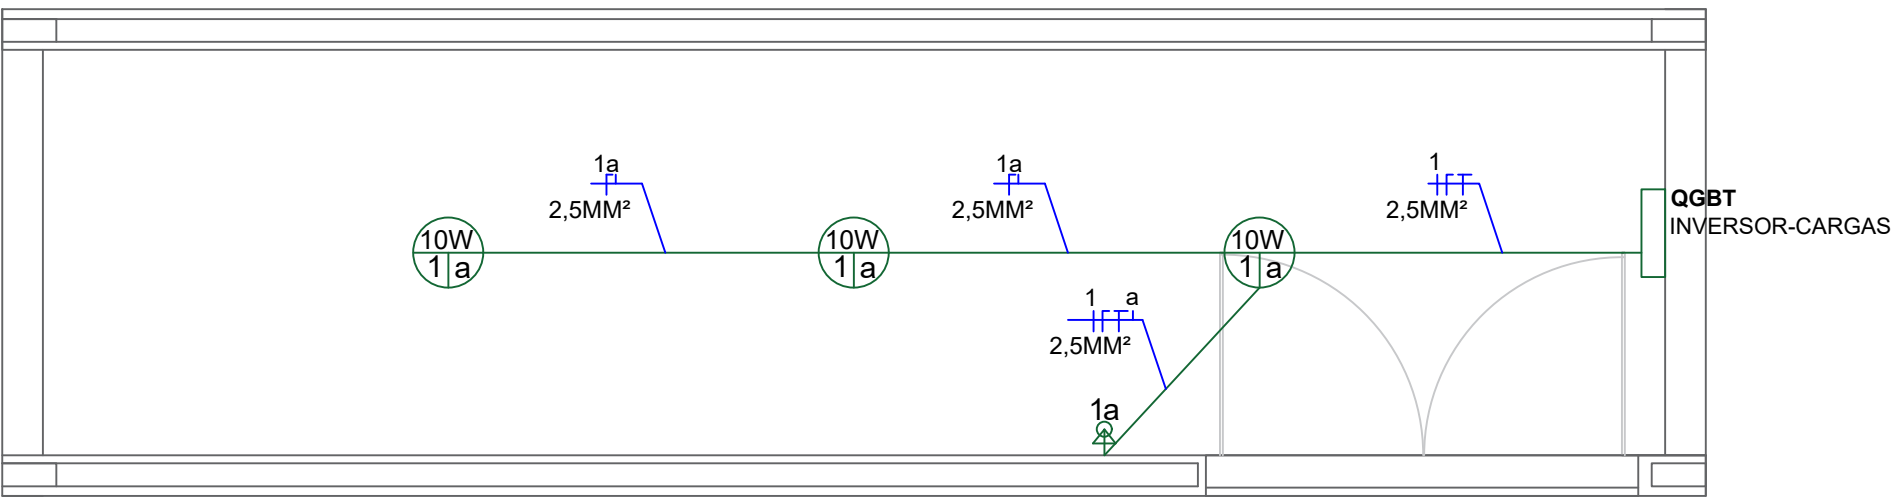 1a
2,5MM²
1a
2,5MM²
1
2,5MM²
QGBT
INVERSOR-CARGAS
10W
1 a
10W
1 a
10W
1 a
1 a
2,5MM²
1a